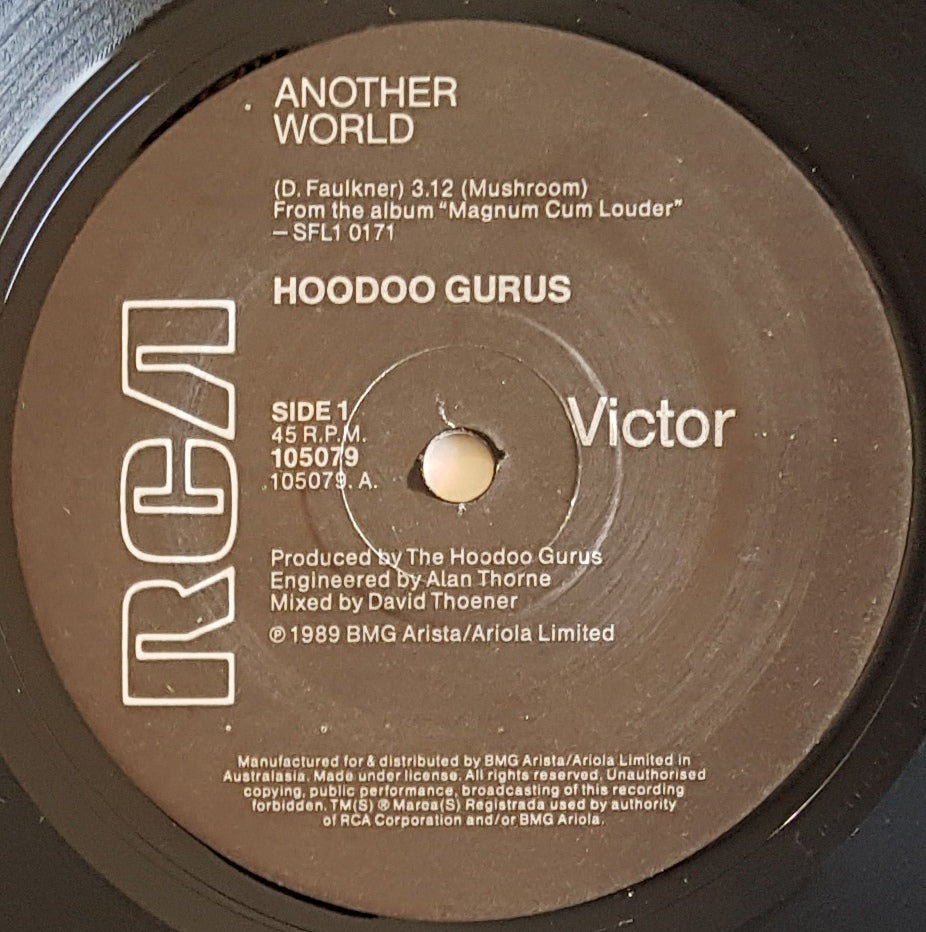 ANOTHER
WORLD
(D. Faulkner) 3.12 (Mushroom)
From the album "Magnum Cum Louder"
– SFL1 0171
HOODOO GURUS
RCA
SIDE 1
45 R.P.M.
105079
105079. A.
Victor
Produced by The Hoodoo Gurus
Engineered by Alan Thorne
Mixed by David Thoener
℗ 1989 BMG Arista/Ariola Limited
Manufactured for & distributed by BMG Arista/Ariola Limited in
Australasia. Made under license. All rights reserved. Unauthorised
copying, public performance, broadcasting of this recording
forbidden. TM(S) ® Marca(S) Registrada used by authority
of RCA Corporation and/or BMG Ariola.